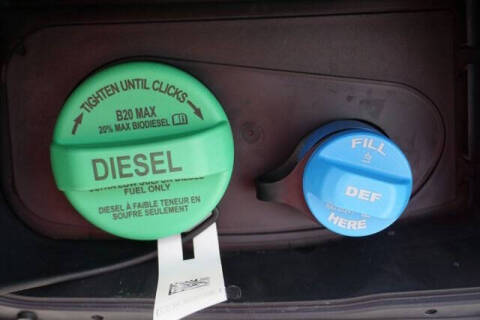 TIGHTEN UNTIL CLICKS
B20 MAX
20% MAX BIODIESEL
DIESEL
FUEL ONLY
DIESEL À FAIBLE TENEUR EN
SOUFRE SEULEMENT
FILL
DEF
HERE